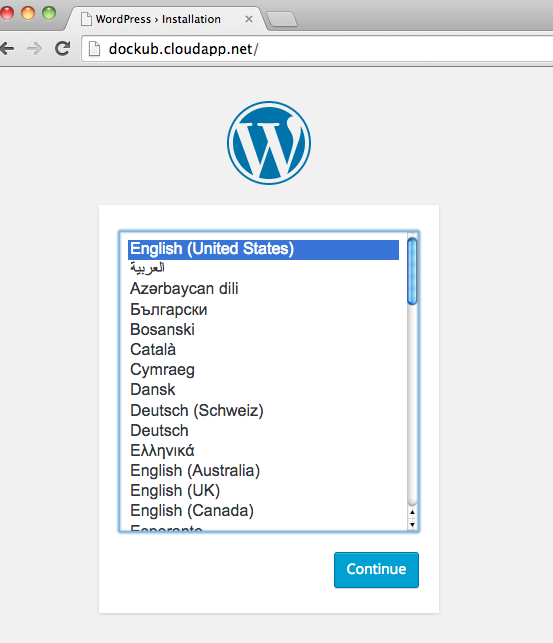 WordPress › Installation
dockub.cloudapp.net/
English (United States)
العربية
Azərbaycan dili
Български
Bosanski
Català
Cymraeg
Dansk
Deutsch (Schweiz)
Deutsch
Ελληνικά
English (Australia)
English (UK)
English (Canada)
Esperanto
Continue